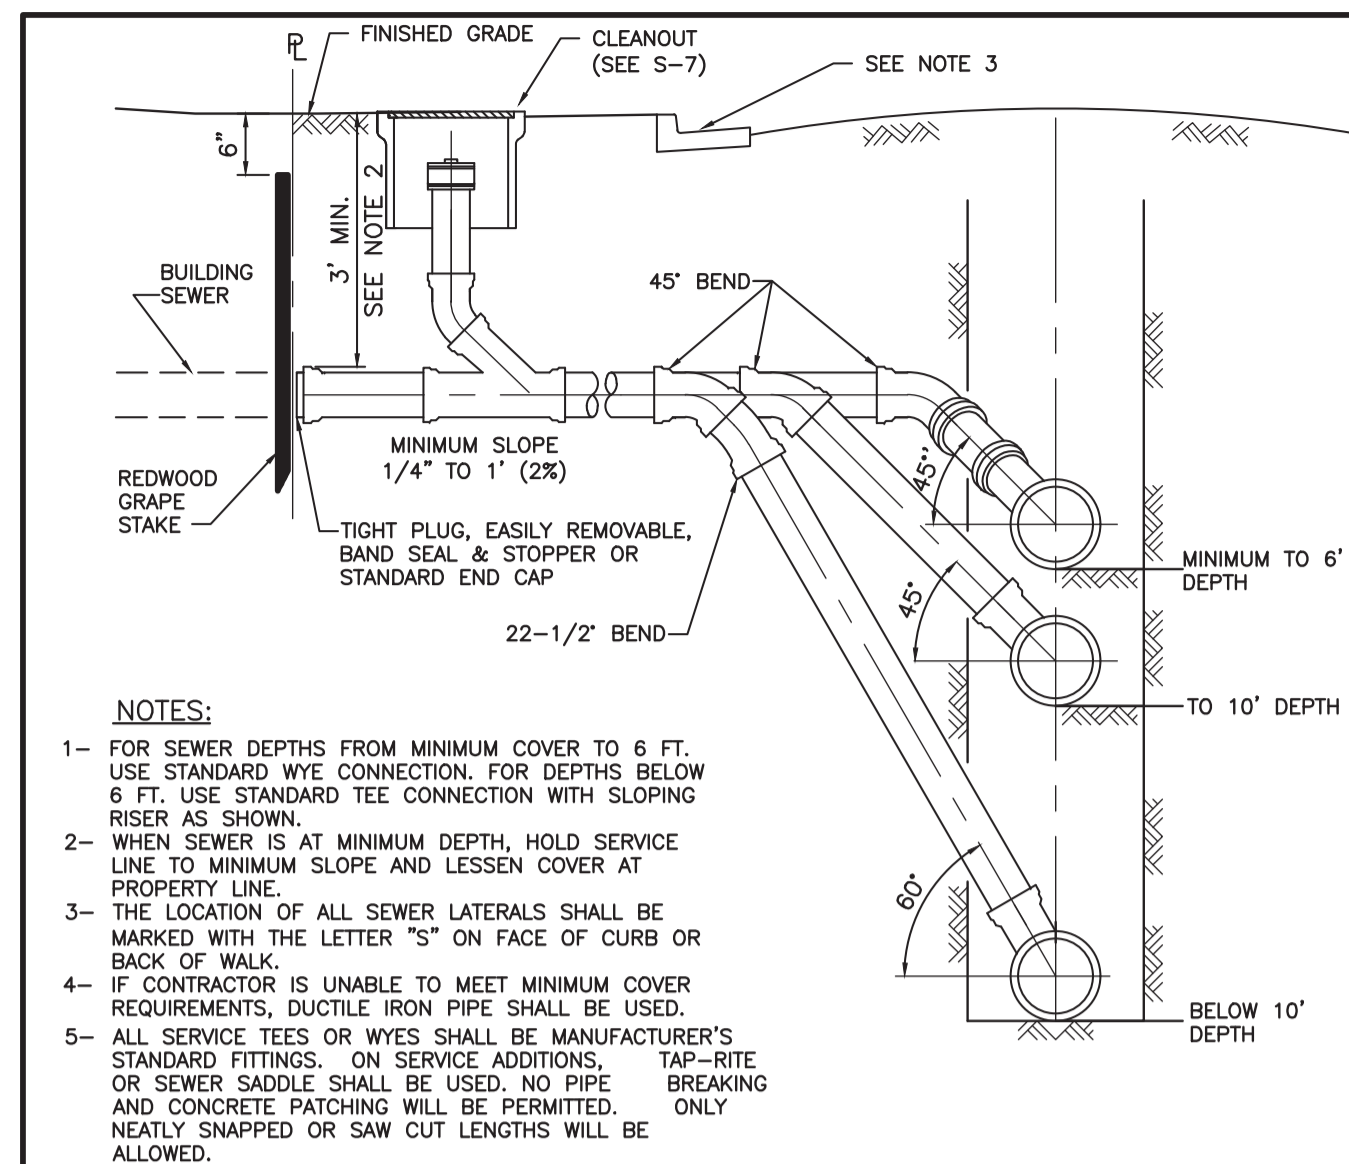 PL
FINISHED GRADE
CLEANOUT
(SEE S-7)
SEE NOTE 3
6"
3' MIN.
SEE NOTE 2
BUILDING
SEWER
45° BEND
MINIMUM SLOPE
1/4" TO 1' (2%)
REDWOOD
GRAPE
STAKE
TIGHT PLUG, EASILY REMOVABLE,
BAND SEAL & STOPPER OR
STANDARD END CAP
22-1/2° BEND
45°'
MINIMUM TO 6'
DEPTH
45°
TO 10' DEPTH
60°
BELOW 10'
DEPTH
NOTES:
1- FOR SEWER DEPTHS FROM MINIMUM COVER TO 6 FT.
USE STANDARD WYE CONNECTION. FOR DEPTHS BELOW
6 FT. USE STANDARD TEE CONNECTION WITH SLOPING
RISER AS SHOWN.
2- WHEN SEWER IS AT MINIMUM DEPTH, HOLD SERVICE
LINE TO MINIMUM SLOPE AND LESSEN COVER AT
PROPERTY LINE.
3- THE LOCATION OF ALL SEWER LATERALS SHALL BE
MARKED WITH THE LETTER "S" ON FACE OF CURB OR
BACK OF WALK.
4- IF CONTRACTOR IS UNABLE TO MEET MINIMUM COVER
REQUIREMENTS, DUCTILE IRON PIPE SHALL BE USED.
5- ALL SERVICE TEES OR WYES SHALL BE MANUFACTURER'S
STANDARD FITTINGS. ON SERVICE ADDITIONS, TAP-RITE
OR SEWER SADDLE SHALL BE USED. NO PIPE BREAKING
AND CONCRETE PATCHING WILL BE PERMITTED. ONLY
NEATLY SNAPPED OR SAW CUT LENGTHS WILL BE
ALLOWED.